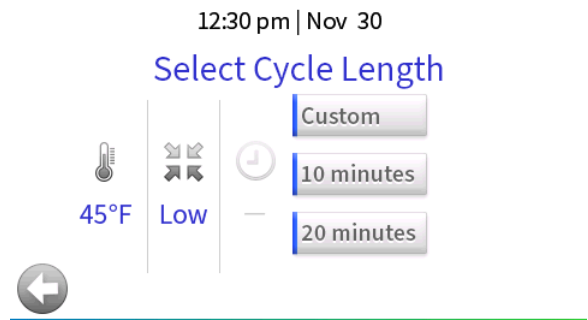 12:30 pm | Nov 30
Select Cycle Length
Custom
10 minutes
20 minutes
45°F
Low
—